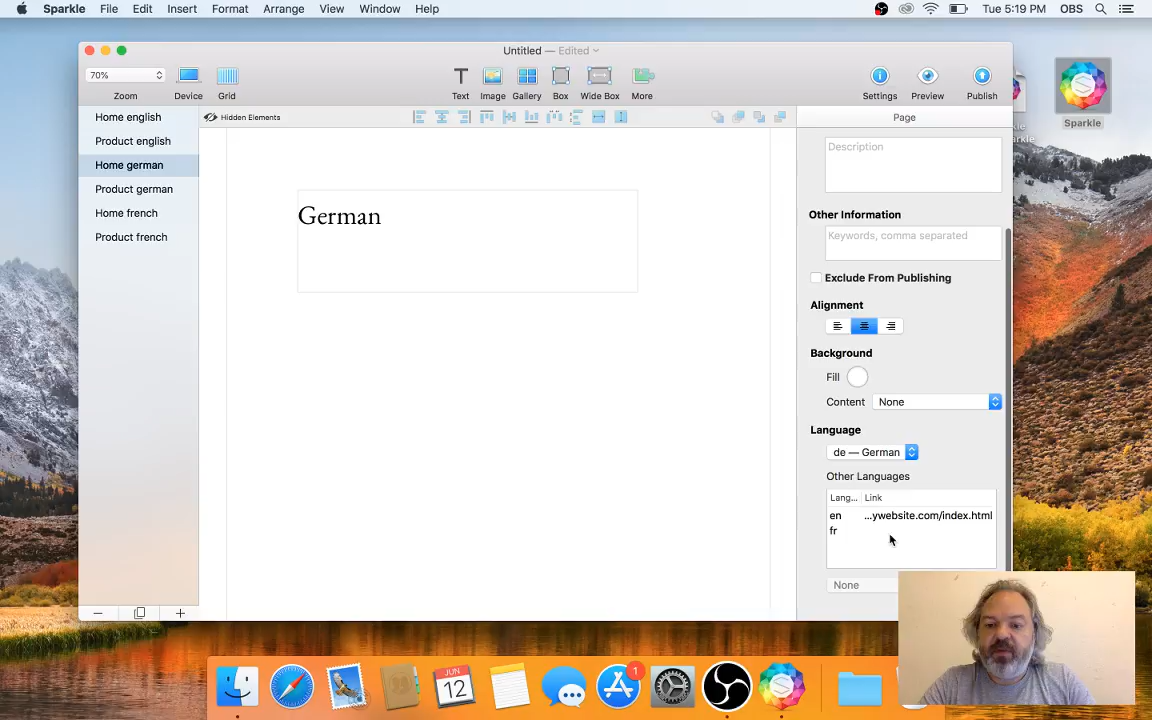 Sparkle File Edit Insert Format Arrange View Window Help
Tue 5:19 PM OBS
Untitled — Edited
70%
Zoom Device Grid
Text Image Gallery Box Wide Box More
Settings Preview Publish
Sparkle
Home english
Product english
Home german
Product german
Home french
Product french
Hidden Elements
German
Page
Description
Other Information
Keywords, comma separated
Exclude From Publishing
Alignment
Background
Fill
Content None
Language
de — German
Other Languages
Lang... Link
en ...ywebsite.com/index.html
fr
None
JUN
12
1